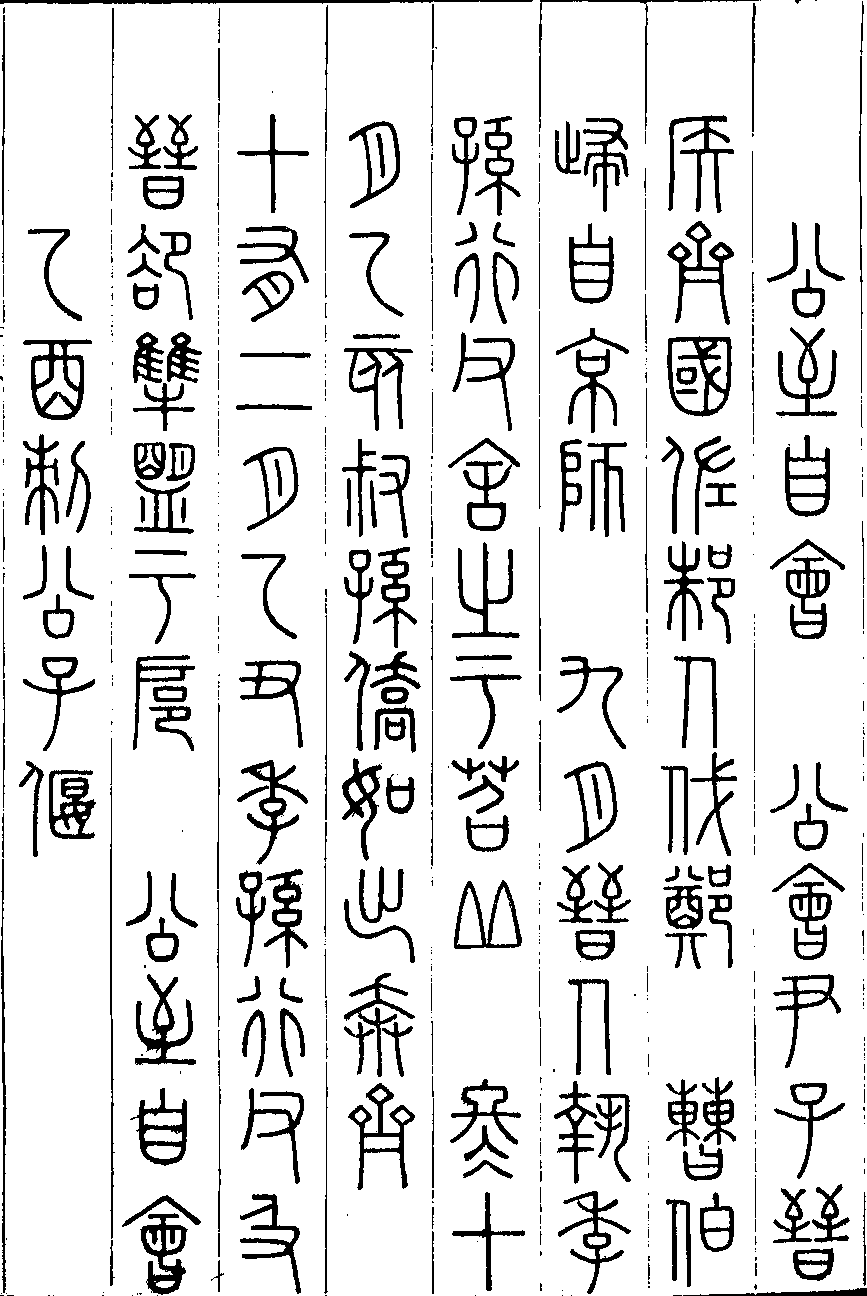 公至自會　公會尹子晉
侯齊國佐邾人伐鄭　曹伯
歸自京師　九月晉人執季
孫行父舍之于苕丘　冬十
月乙亥叔孫僑如出奔齊
十有二月乙丑季孫行父及
晉郤犨盟于扈　公至自會
乙酉刺公子偃